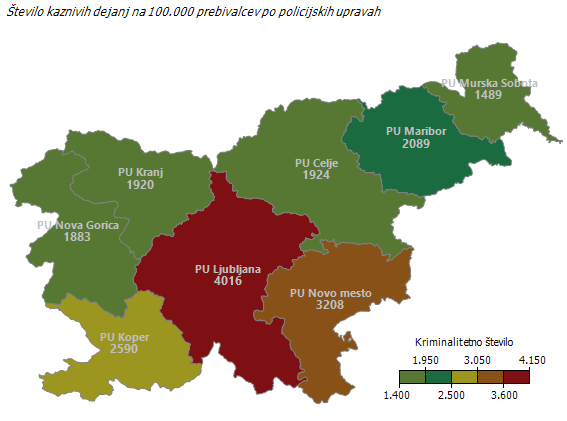 Število kaznivih dejanj na 100.000 prebivalcev po policijskih upravah
PU Murska Sobota
1489
PU Maribor
2089
PU Celje
1924
PU Kranj
1920
PU Nova Gorica
1883
PU Ljubljana
4016
PU Novo mesto
3208
PU Koper
2590
Kriminalitetno število
1.950 3.050 4.150
1.400 2.500 3.600